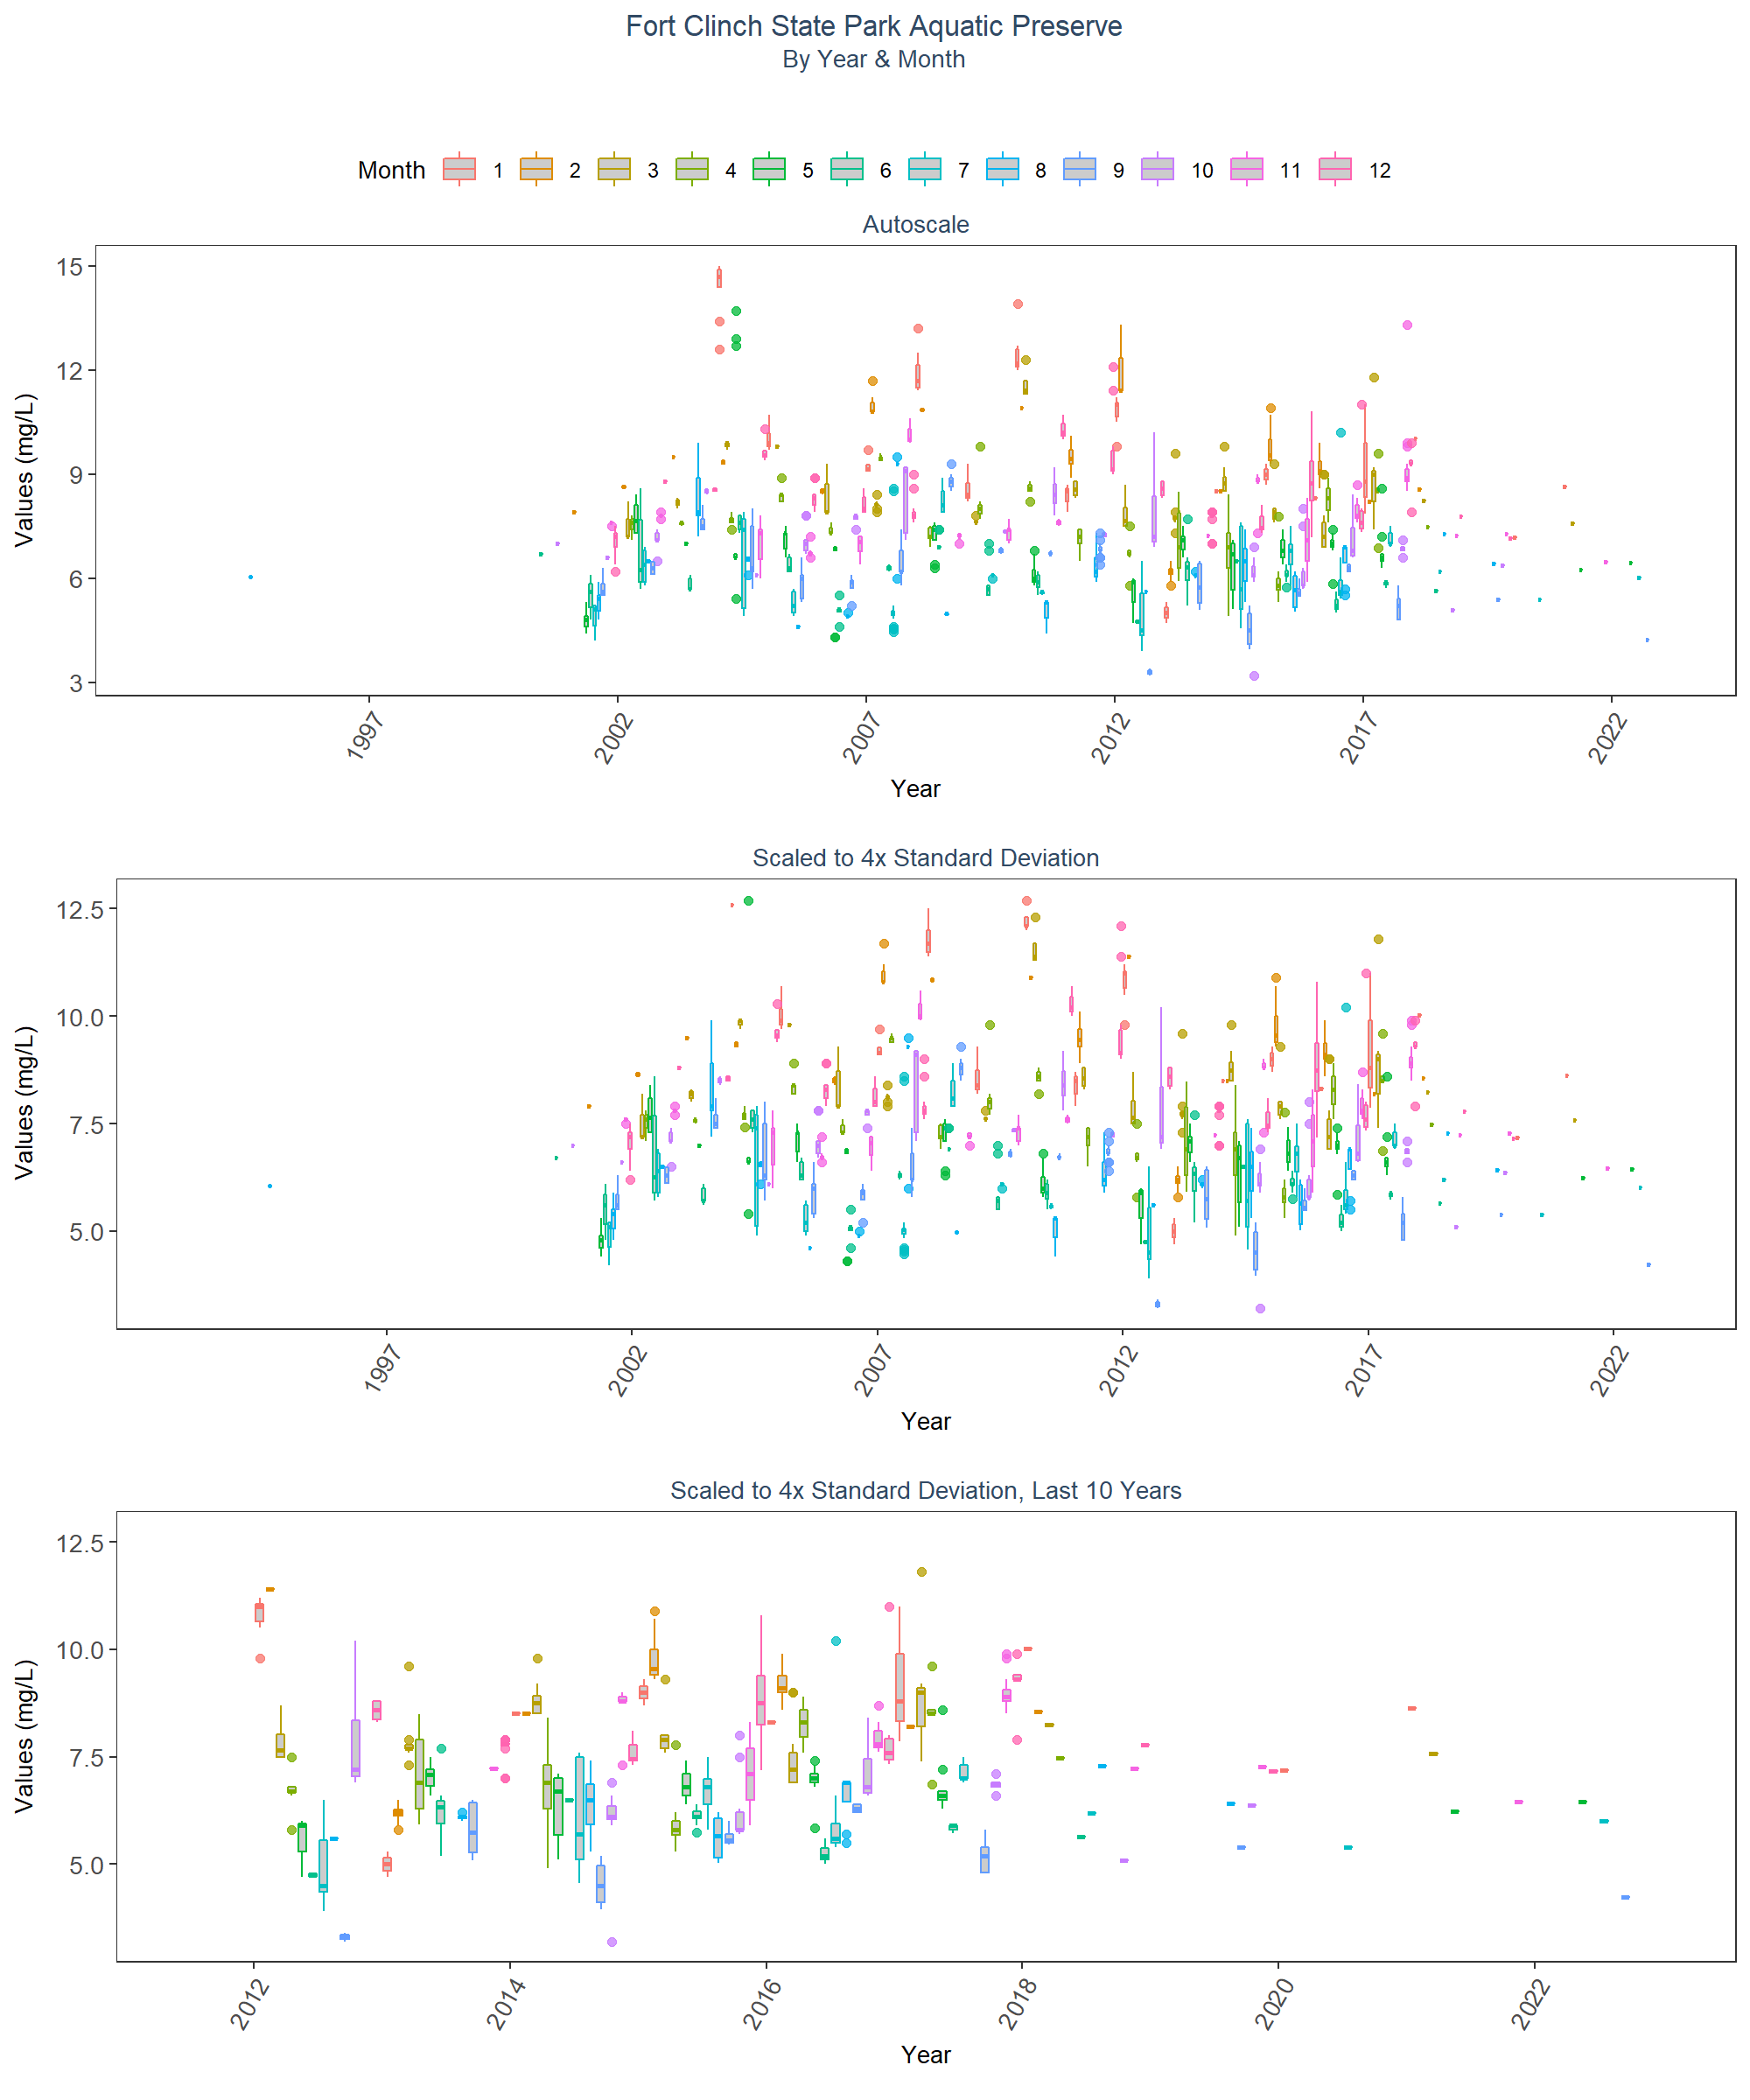 Fort Clinch State Park Aquatic Preserve
By Year & Month
Month 1 2 3 4 5 6 7 8 9 10 11 12
Autoscale
Values (mg/L)
15
12
9
6
3
1997 2002 2007 2012 2017 2022
Year
Scaled to 4x Standard Deviation
Values (mg/L)
12.5
10.0
7.5
5.0
1997 2002 2007 2012 2017 2022
Year
Scaled to 4x Standard Deviation, Last 10 Years
Values (mg/L)
12.5
10.0
7.5
5.0
2012 2014 2016 2018 2020 2022
Year